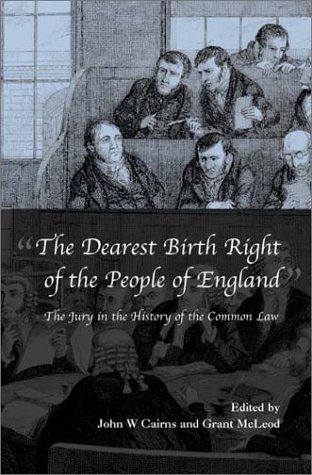 "The Dearest Birth Right
of the People of England"
The Jury in the History of the Common Law
Edited by
John W Cairns and Grant McLeod